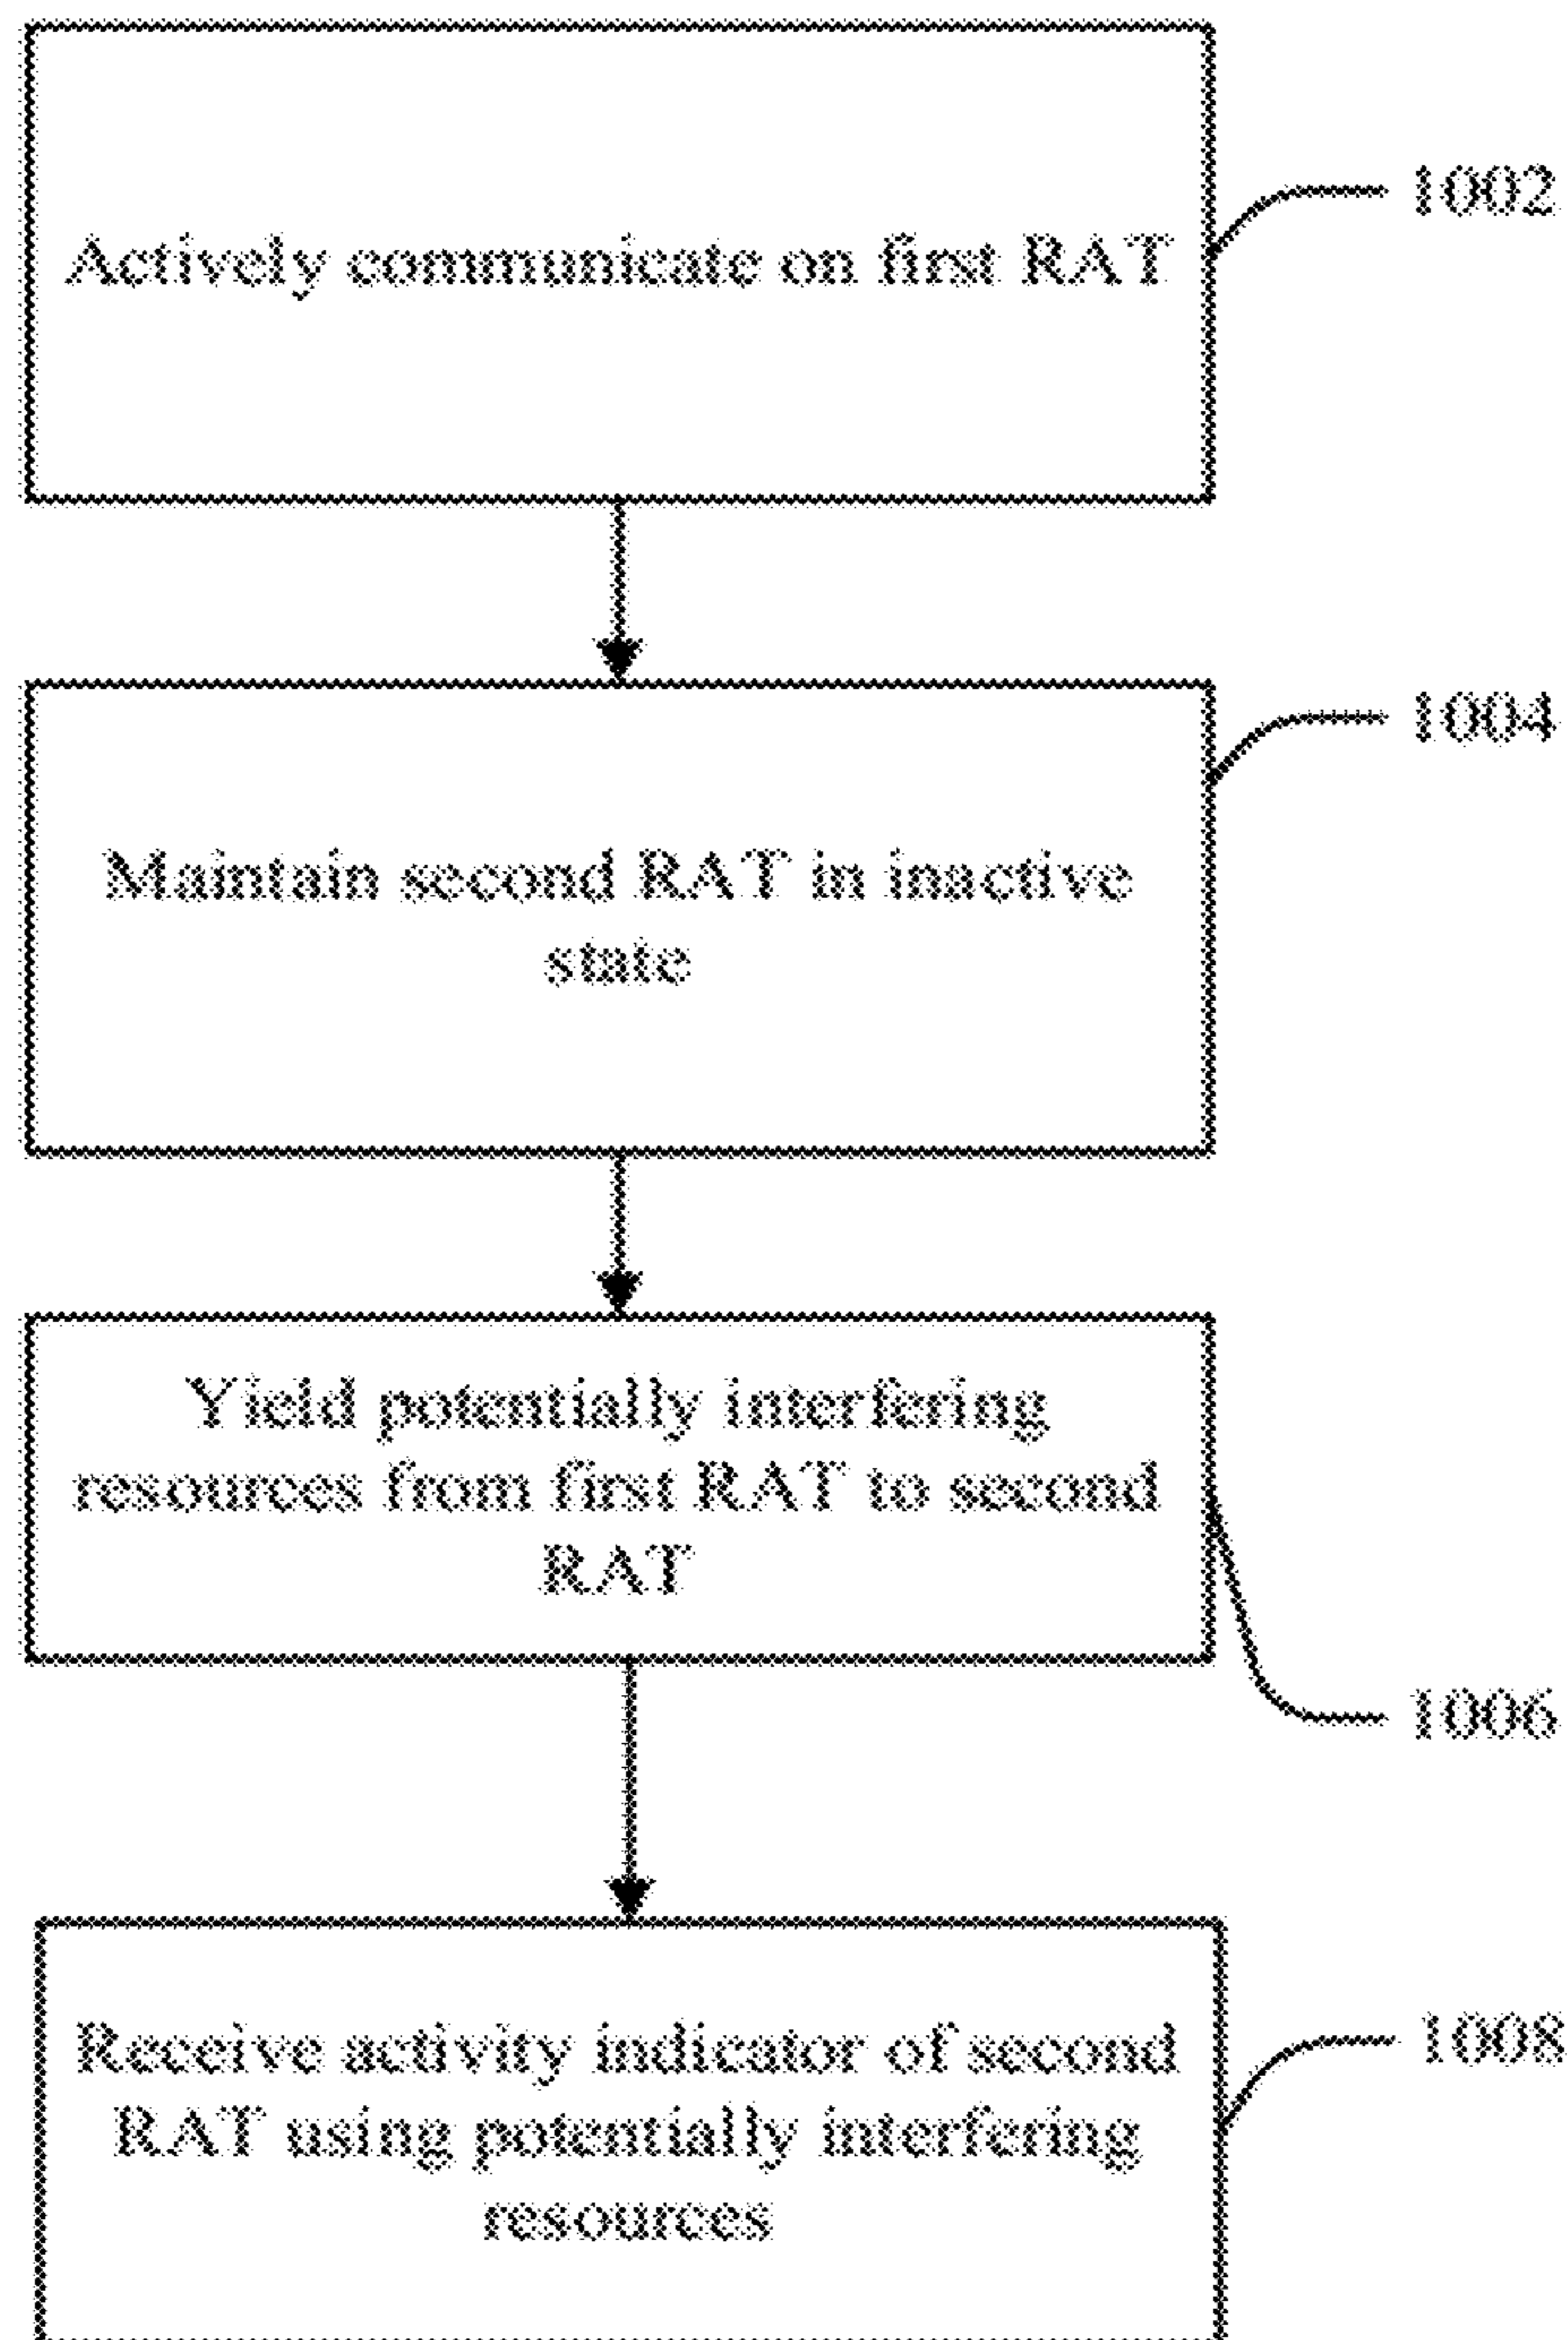 Actively communicate on first RAT
1002
Maintain second RAT in inactive
state
1004
Yield potentially interfering
resources from first RAT to second
RAT
1006
Receive activity indicator of second
RAT using potentially interfering
resources
1008